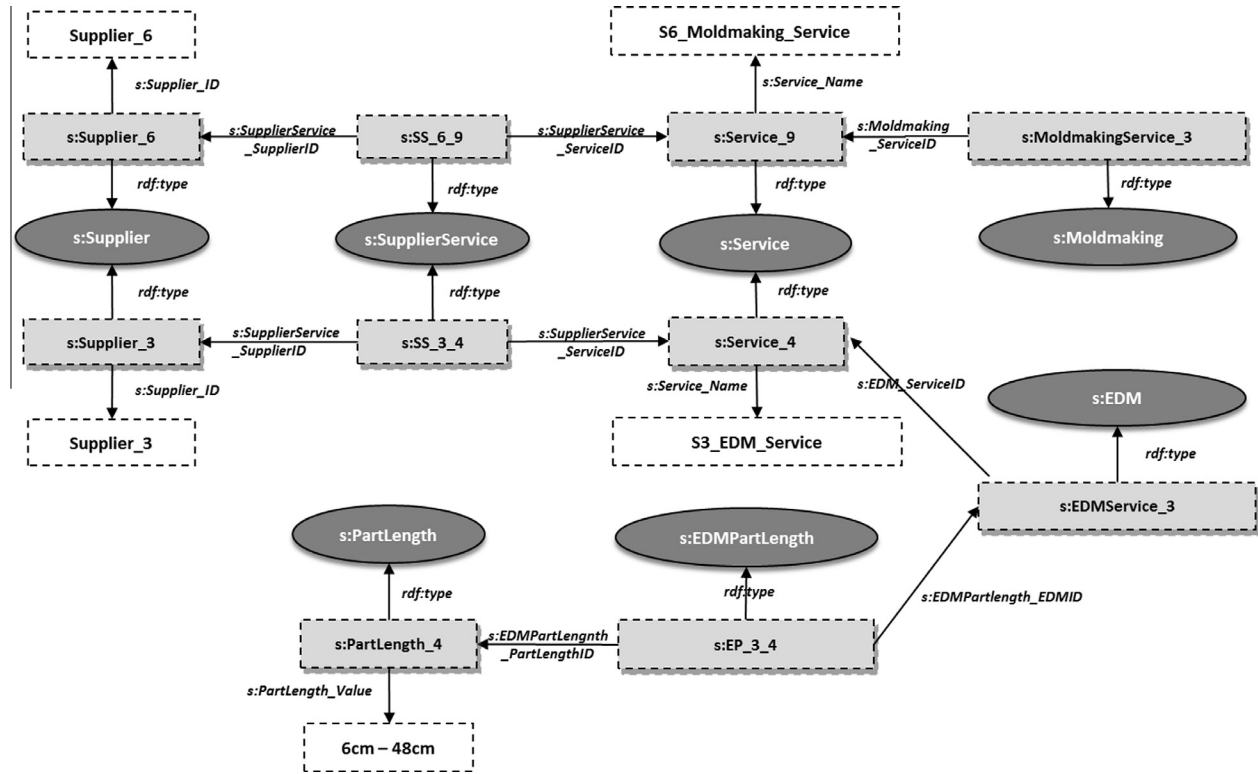 Supplier_6
S6_Moldmaking_Service
s:Supplier_ID
s:Service_Name
s:Supplier_6
s:SupplierService
_SupplierID
s:SS_6_9
s:SupplierService
_ServiceID
s:Service_9
s:Moldmaking
_ServiceID
s:MoldmakingService_3
rdf:type
rdf:type
rdf:type
rdf:type
s:Supplier
s:SupplierService
s:Service
s:Moldmaking
rdf:type
rdf:type
rdf:type
s:Supplier_3
s:SupplierService
_SupplierID
s:SS_3_4
s:SupplierService
_ServiceID
s:Service_4
s:Supplier_ID
s:Service_Name
s:EDM_ServiceID
s:EDM
Supplier_3
S3_EDM_Service
rdf:type
s:EDMService_3
s:PartLength
s:EDMPartLength
rdf:type
rdf:type
s:EDMPartlength_EDMID
s:PartLength_4
s:EDMPartLengnth
_PartLengthID
s:EP_3_4
s:PartLength_Value
6cm – 48cm